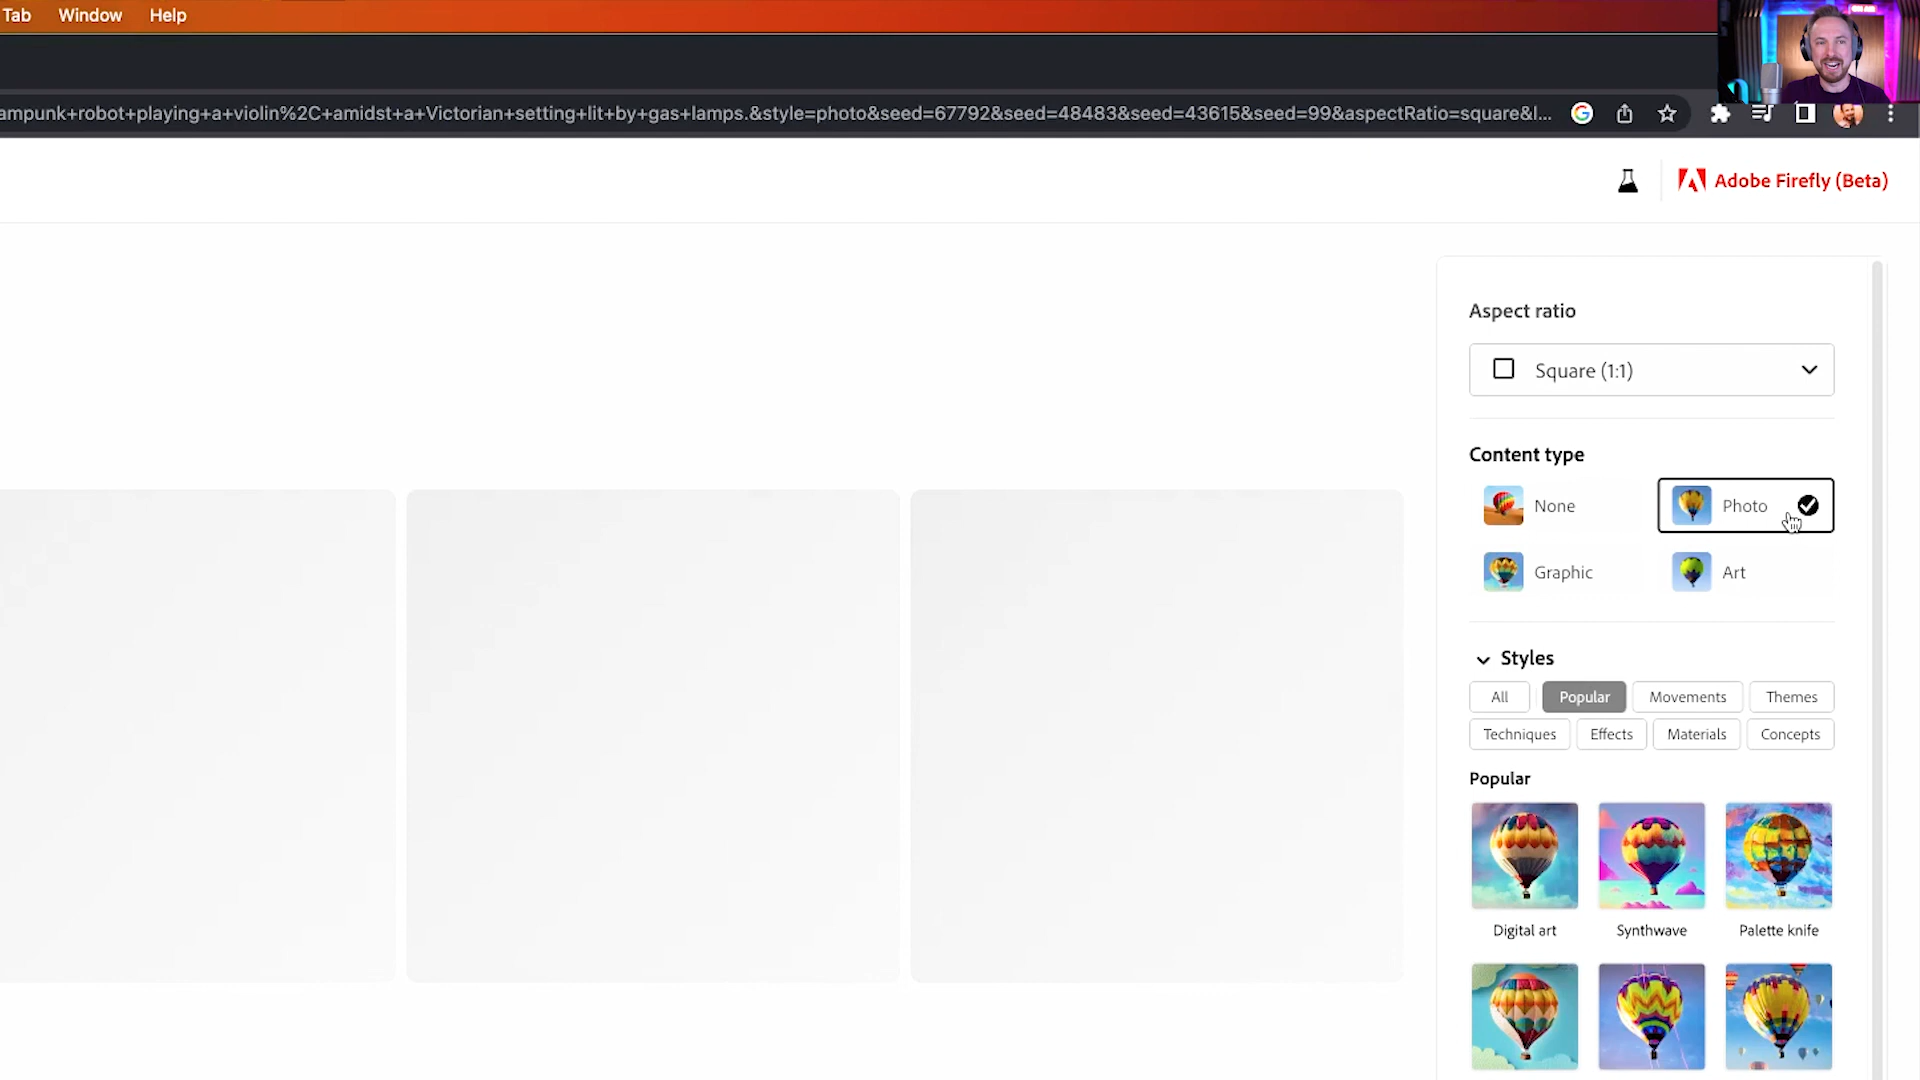 Tab Window Help
ampunk+robot+playing+a+violin%2C+amidst+a+Victorian+setting+lit+by+gas+lamps.&style=photo&seed=67792&seed=48483&seed=43615&seed=99&aspectRatio=square&l...
Adobe Firefly (Beta)
Aspect ratio
Square (1:1)
Content type
None Photo
Graphic Art
Styles
All Popular Movements Themes
Techniques Effects Materials Concepts
Popular
Digital art Synthwave Palette knife